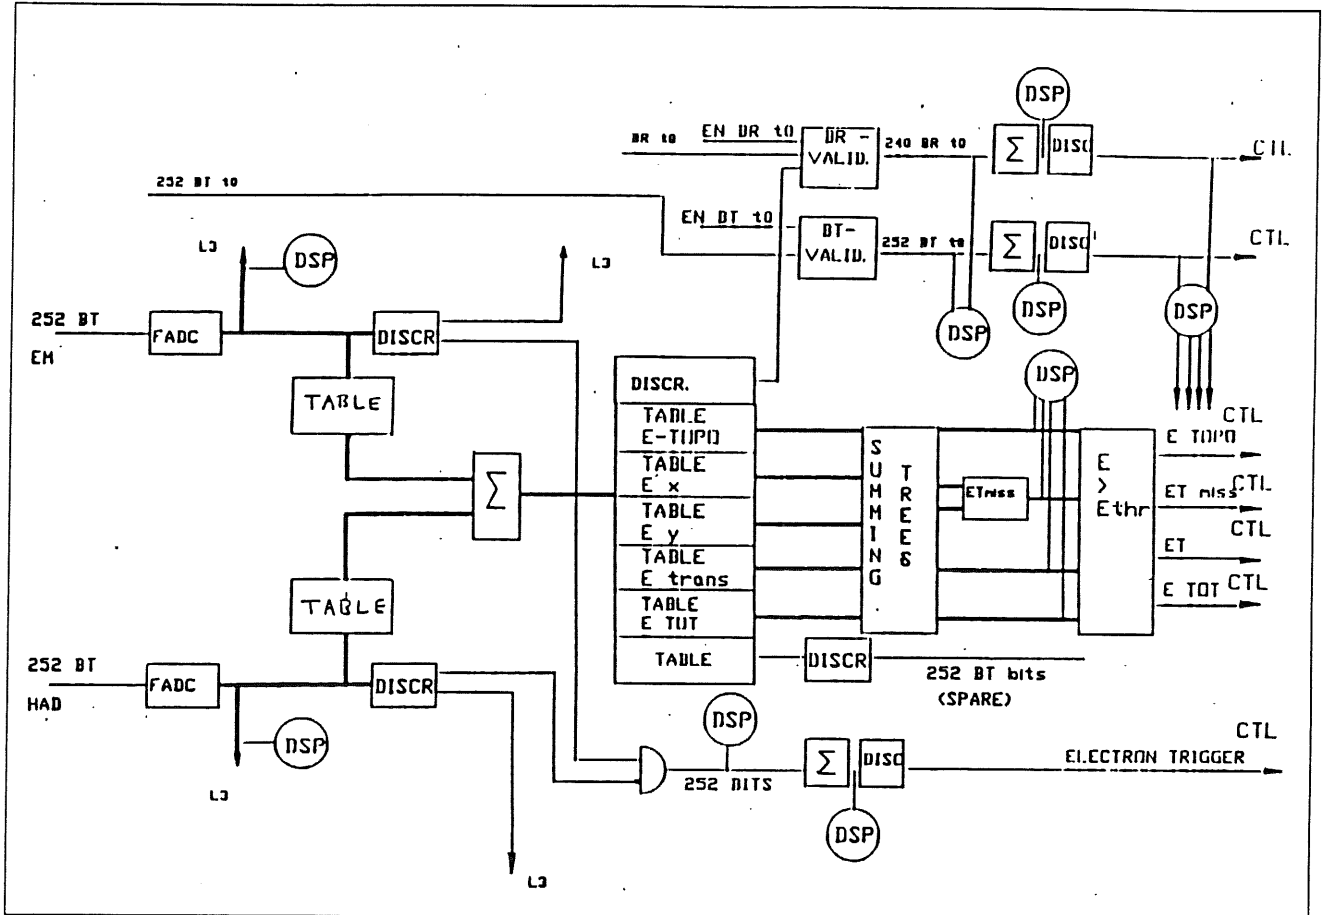 DSP
EN BR t0
BR t0
BR -
VALID.
240 BR t0
Σ
DISC
CTL
252 BT t0
EN BT t0
BT-
VALID.
252 BT t0
Σ
DISC
CTL
L3
DSP
L3
DSP
DSP
DSP
252 BT
EM
FADC
DISCR
TABLE
DISCR.
TABLE
E-TOPO
TABLE
E x
TABLE
E y
TABLE
E trans
TABLE
E TOT
TABLE
SUMMING
TREES
DSP
ETmiss
E
>
Ethr
CTL
E TOPO
ET miss
CTL
CTL
ET
E TOT
CTL
Σ
TABLE
252 BT
HAD
FADC
DISCR
DSP
L3
L3
DISCR
252 BT bits
(SPARE)
DSP
252 BITS
Σ
DISC
DSP
CTL
ELECTRON TRIGGER